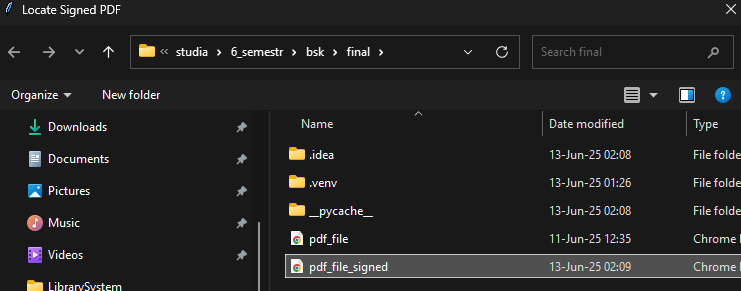 Locate Signed PDF
studia › 6_semestr › bsk › final ›
Search final
Organize
New folder
Name
Date modified
Type
Downloads
Documents
Pictures
Music
Videos
LibrarySystem
.idea 13-Jun-25 02:08 File folde
.venv 13-Jun-25 01:26 File folde
__pycache__ 13-Jun-25 02:08 File folde
pdf_file 11-Jun-25 12:35 Chrome
pdf_file_signed 13-Jun-25 02:09 Chrome